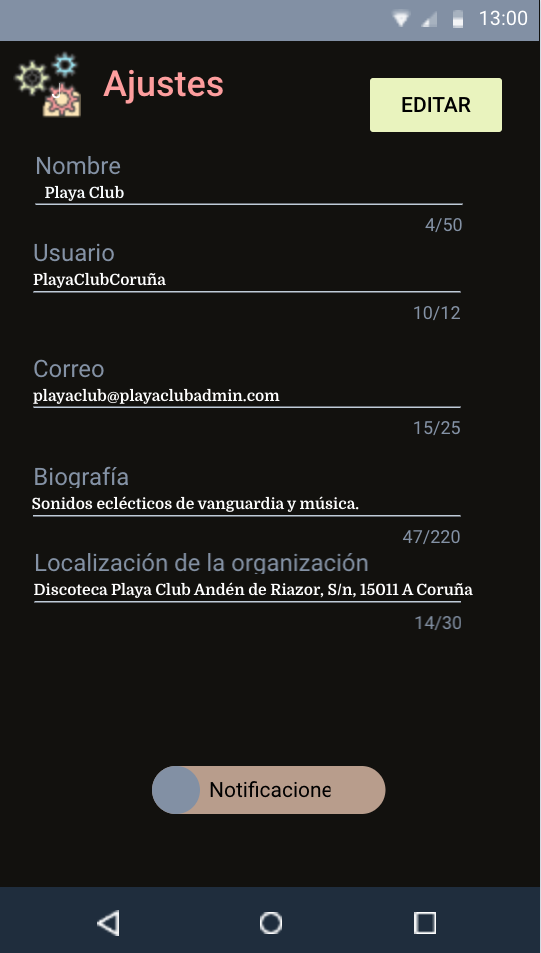 13:00
Ajustes
EDITAR
Nombre
Playa Club
4/50
Usuario
PlayaClubCoruña
10/12
Correo
playaclub@playaclubadmin.com
15/25
Biografía
Sonidos eclécticos de vanguardia y música.
47/220
Localización de la organización
Discoteca Playa Club Andén de Riazor, S/n, 15011 A Coruña
14/30
Notificacione